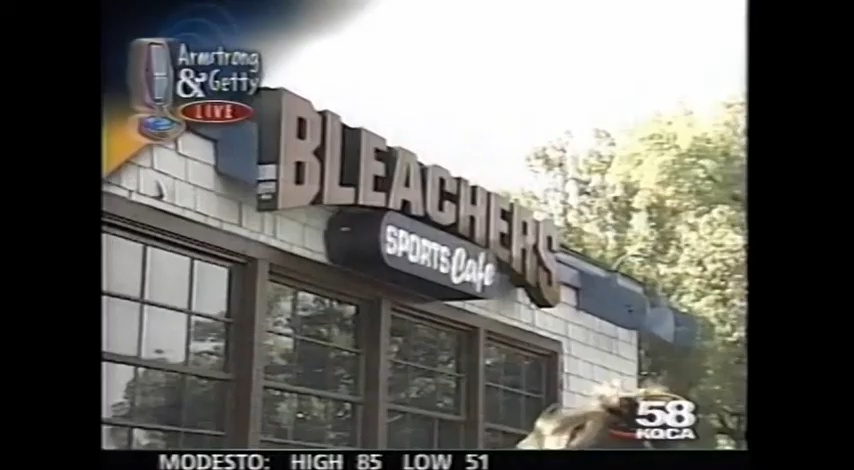 Armstrong
& Getty
LIVE
BLEACHERS
SPORTS Cafe
58
KQCA
MODESTO: HIGH 85 LOW 51